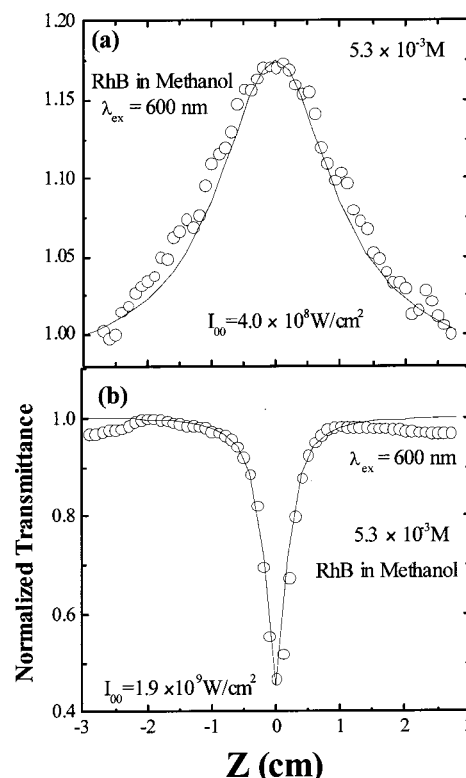 1.20
(a)
5.3 × 10⁻³M
RhB in Methanol
λex = 600 nm
1.15
1.10
1.05
I₀₀=4.0 × 10⁸W/cm²
1.00
(b)
1.0
λex = 600 nm
0.8
5.3 × 10⁻³M
RhB in Methanol
0.6
I₀₀=1.9 ×10⁹W/cm²
0.4
-3 -2 -1 0 1 2 3
Normalized Transmittance
Z (cm)